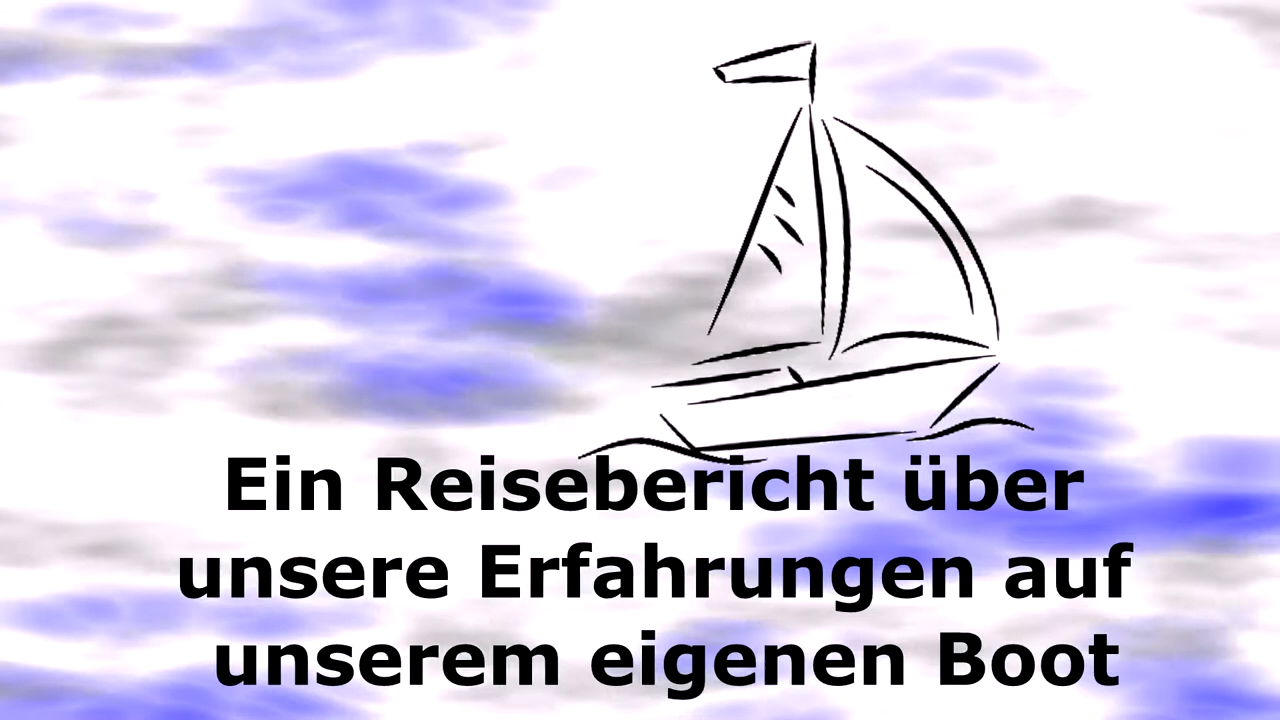 Ein Reisebericht über
unsere Erfahrungen auf
unserem eigenen Boot